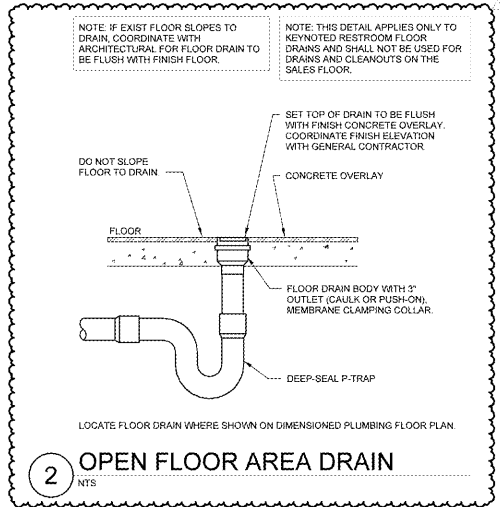 NOTE: IF EXIST FLOOR SLOPES TO
DRAIN, COORDINATE WITH
ARCHITECTURAL FOR FLOOR DRAIN TO
BE FLUSH WITH FINISH FLOOR.
NOTE: THIS DETAIL APPLIES ONLY TO
KEYNOTED RESTROOM FLOOR
DRAINS AND SHALL NOT BE USED FOR
DRAINS AND CLEANOUTS ON THE
SALES FLOOR.
SET TOP OF DRAIN TO BE FLUSH
WITH FINISH CONCRETE OVERLAY.
COORDINATE FINISH ELEVATION
WITH GENERAL CONTRACTOR.
DO NOT SLOPE
FLOOR TO DRAIN
CONCRETE OVERLAY
FLOOR
FLOOR DRAIN BODY WITH 3"
OUTLET (CAULK OR PUSH-ON),
MEMBRANE CLAMPING COLLAR.
DEEP-SEAL P-TRAP
LOCATE FLOOR DRAIN WHERE SHOWN ON DIMENSIONED PLUMBING FLOOR PLAN.
2 OPEN FLOOR AREA DRAIN
NTS